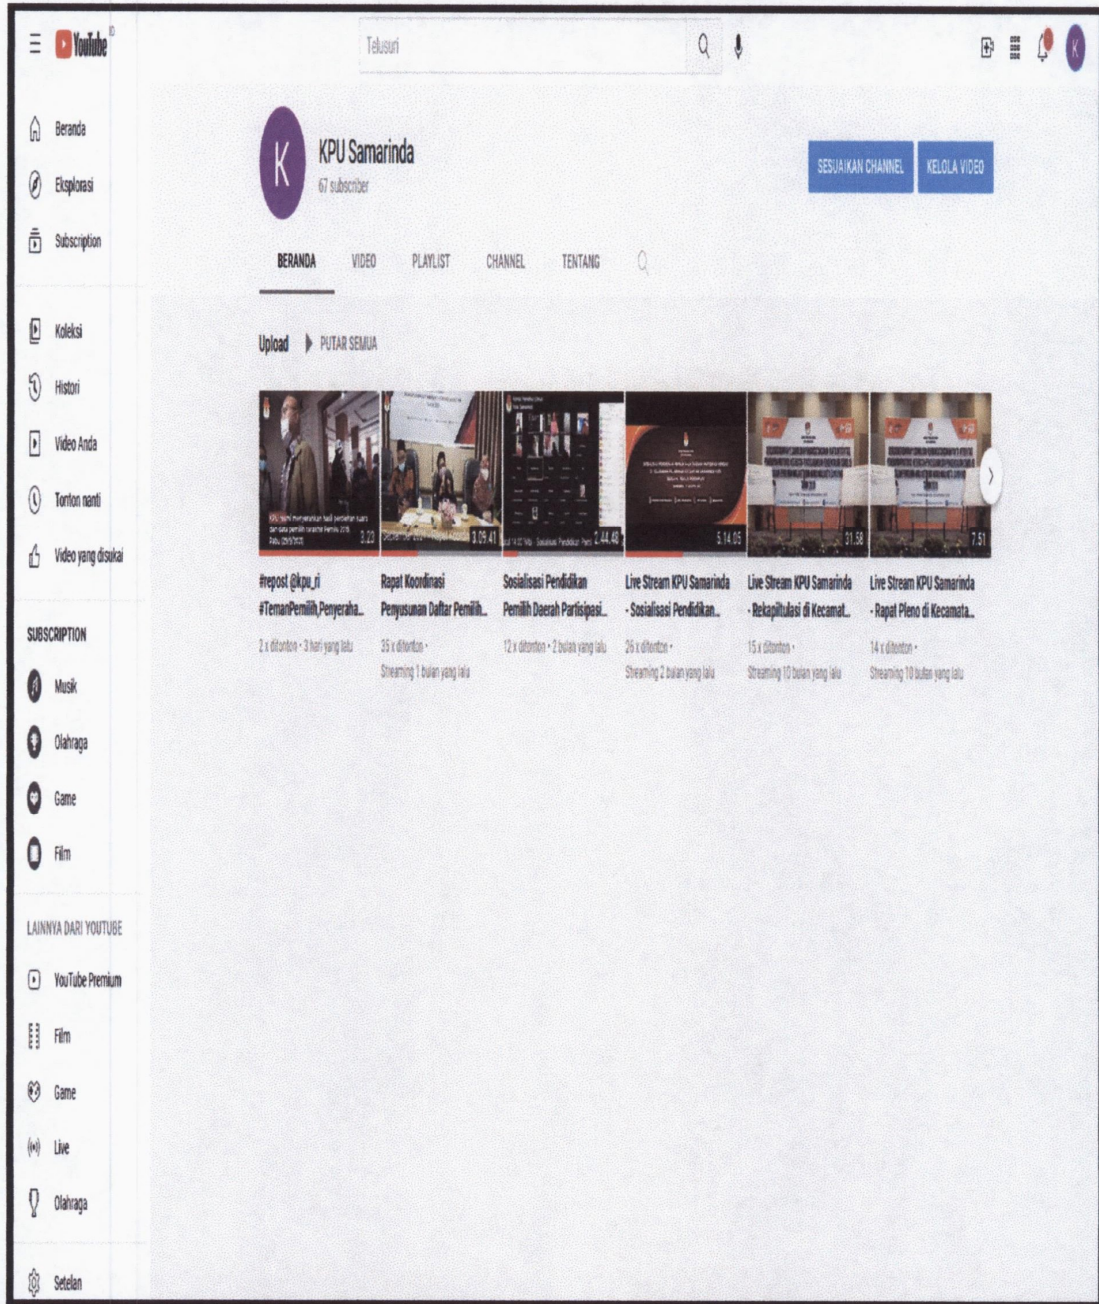 YouTube ID
Telusuri
K
Beranda
Eksplorasi
Subscription
Koleksi
Histori
Video Anda
Tonton nanti
Video yang disukai
SUBSCRIPTION
Musik
Olahraga
Game
Film
LAINNYA DARI YOUTUBE
YouTube Premium
Film
Game
Live
Olahraga
Setelan
K
KPU Samarinda
67 subscriber
SESUAIKAN CHANNEL
KELOLA VIDEO
BERANDA VIDEO PLAYLIST CHANNEL TENTANG
Upload PUTAR SEMUA
3.23
#repost @kpu_ri
#TemanPemilih,Penyeraha...
2 x ditonton • 3 hari yang lalu
3.09.41
Rapat Koordinasi
Penyusunan Daftar Pemilih...
35 x ditonton •
Streaming 1 bulan yang lalu
2.44.48
Sosialisasi Pendidikan
Pemilih Daerah Partisipasi...
12 x ditonton • 2 bulan yang lalu
5.14.05
Live Stream KPU Samarinda
- Sosialisasi Pendidikan...
26 x ditonton •
Streaming 2 bulan yang lalu
31.58
Live Stream KPU Samarinda
- Rekapiltulasi di Kecamat...
15 x ditonton •
Streaming 10 bulan yang lalu
7.51
Live Stream KPU Samarinda
- Rapat Pleno di Kecamata...
14 x ditonton •
Streaming 10 bulan yang lalu